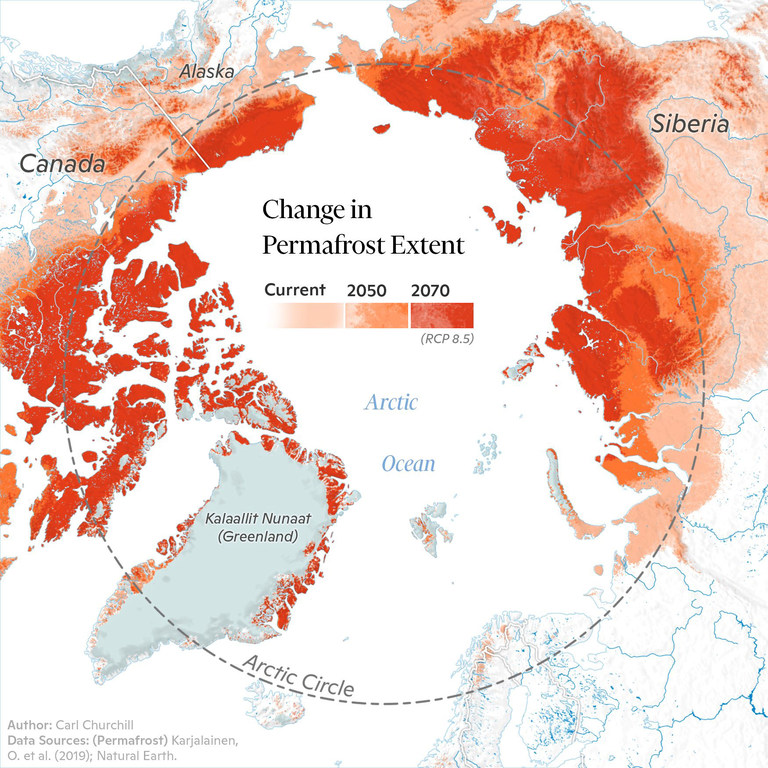 Alaska
Canada
Siberia
Change in
Permafrost Extent
Current 2050 2070
(RCP 8.5)
Arctic
Ocean
Kalaallit Nunaat
(Greenland)
Arctic Circle
Author: Carl Churchill
Data Sources: (Permafrost) Karjalainen,
O. et al. (2019); Natural Earth.